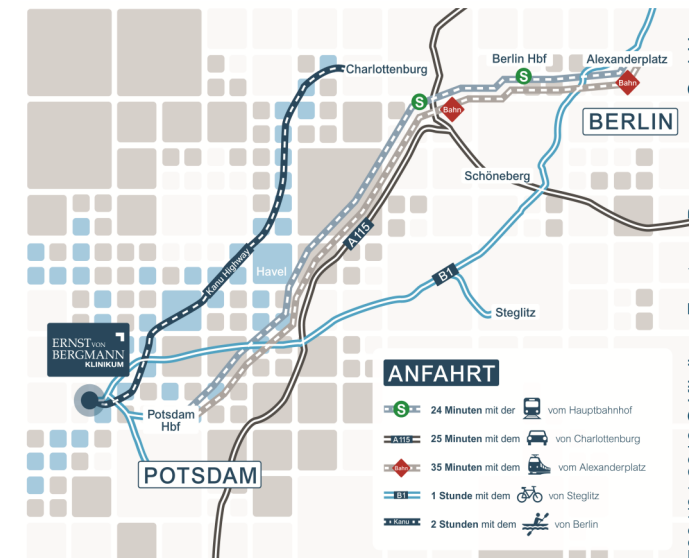 Charlottenburg
Berlin Hbf
Alexanderplatz
S
S
Bahn
Bahn
BERLIN
Schöneberg
A115
Kanu Highway
Havel
B1
Steglitz
ERNST VON
BERGMANN
KLINIKUM
Potsdam
Hbf
POTSDAM
ANFAHRT
S 24 Minuten mit der vom Hauptbahnhof
A115 25 Minuten mit dem von Charlottenburg
Bahn 35 Minuten mit dem vom Alexanderplatz
B1 1 Stunde mit dem von Steglitz
Kanu 2 Stunden mit dem von Berlin